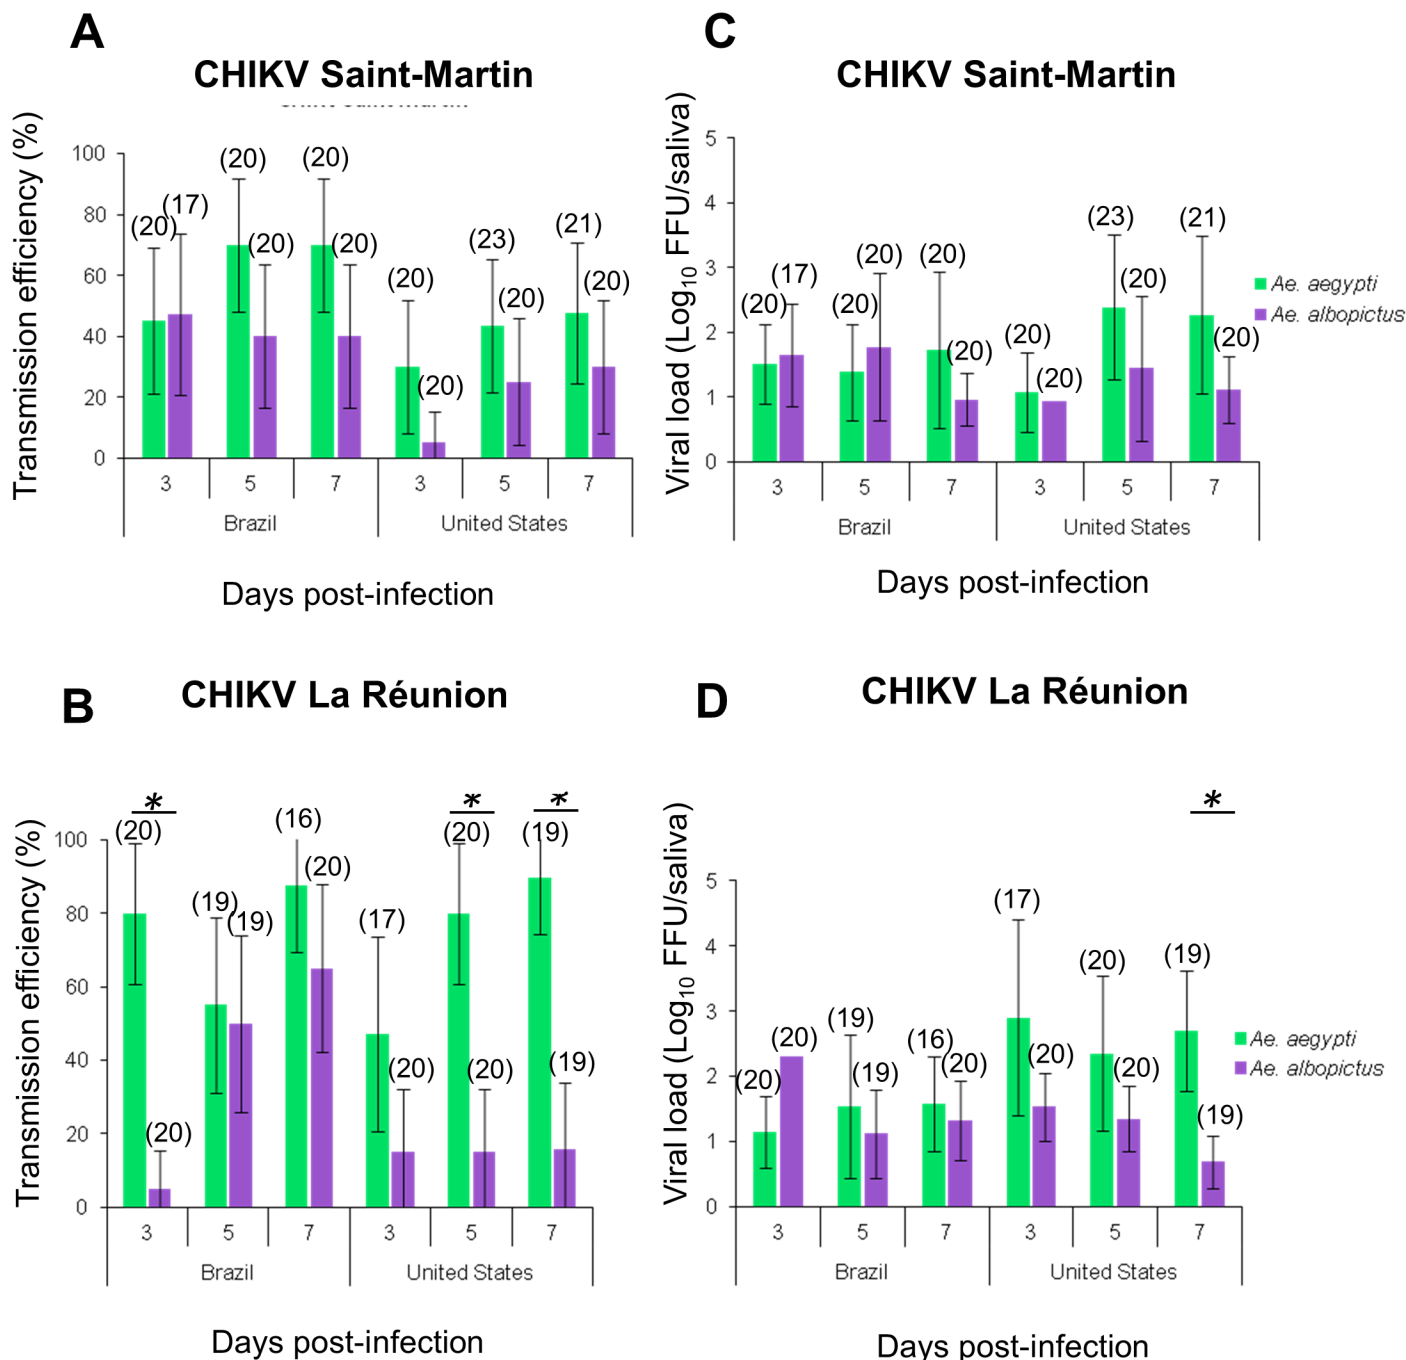 A
CHIKV Saint-Martin
Transmission efficiency (%)
100
80
60
40
20
0
(20)
(17)
(20)
(20)
(20)
(20)
(20)
(20)
(23)
(20)
(21)
(20)
3 5 7 3 5 7
Brazil United States
Days post-infection
C
CHIKV Saint-Martin
Viral load (Log10 FFU/saliva)
5
4
3
2
1
0
(20)
(17)
(20)
(20)
(20)
(20)
(20)
(20)
(23)
(20)
(21)
(20)
Ae. aegypti
Ae. albopictus
3 5 7 3 5 7
Brazil United States
Days post-infection
B
CHIKV La Réunion
Transmission efficiency (%)
100
80
60
40
20
0
*
*
*
(20)
(20)
(19)
(19)
(16)
(20)
(17)
(20)
(20)
(20)
(19)
(19)
3 5 7 3 5 7
Brazil United States
Days post-infection
D
CHIKV La Réunion
Viral load (Log10 FFU/saliva)
5
4
3
2
1
0
*
(20)
(20)
(19)
(19)
(16)
(20)
(17)
(20)
(20)
(20)
(19)
(19)
Ae. aegypti
Ae. albopictus
3 5 7 3 5 7
Brazil United States
Days post-infection